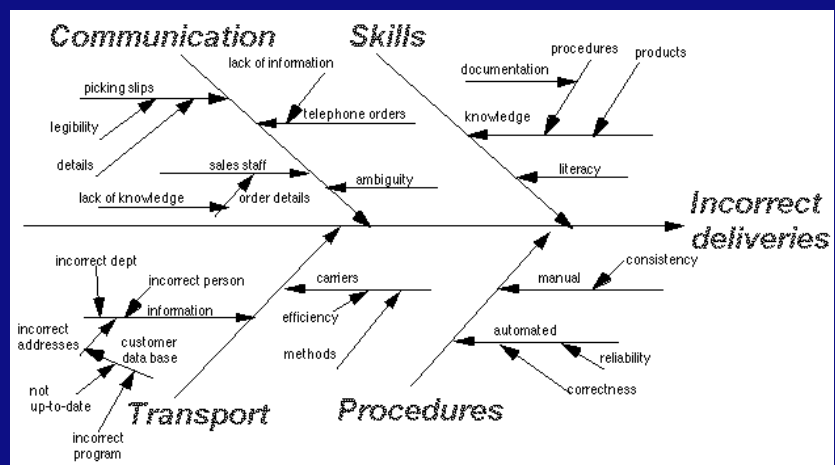 Communication
Skills
procedures
products
lack of information
documentation
picking slips
telephone orders
knowledge
legibility
details
sales staff
ambiguity
literacy
lack of knowledge
order details
Incorrect
deliveries
incorrect dept
incorrect person
carriers
manual
consistency
information
efficiency
incorrect
addresses
customer
data base
methods
automated
reliability
correctness
not
up-to-date
incorrect
program
Transport
Procedures